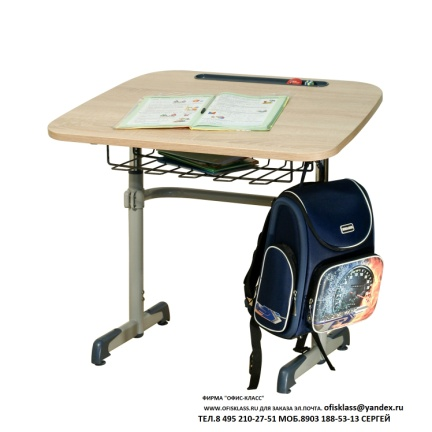 ФИРМА "ОФИС-КЛАСС"
WWW.OFISKLASS.RU ДЛЯ ЗАКАЗА ЭЛ.ПОЧТА. ofisklass@yandex.ru
ТЕЛ.8 495 210-27-51 МОБ.8903 188-53-13 СЕРГЕЙ